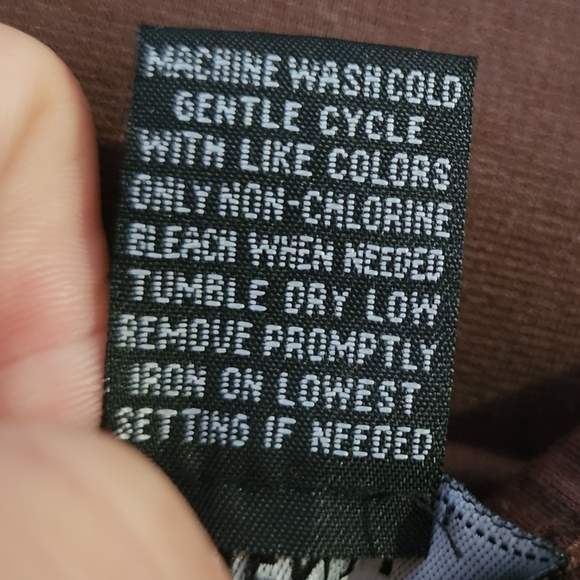 MACHINE WASH COLD
GENTLE CYCLE
WITH LIKE COLORS
ONLY NON-CHLORINE
BLEACH WHEN NEEDED
TUMBLE DRY LOW
REMOVE PROMPTLY
IRON ON LOWEST
SETTING IF NEEDED